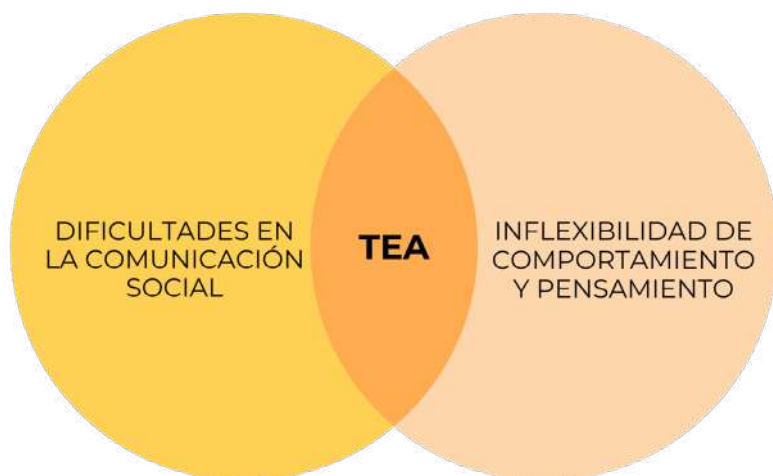 DIFICULTADES EN
LA COMUNICACIÓN
SOCIAL
TEA
INFLEXIBILIDAD DE
COMPORTAMIENTO
Y PENSAMIENTO